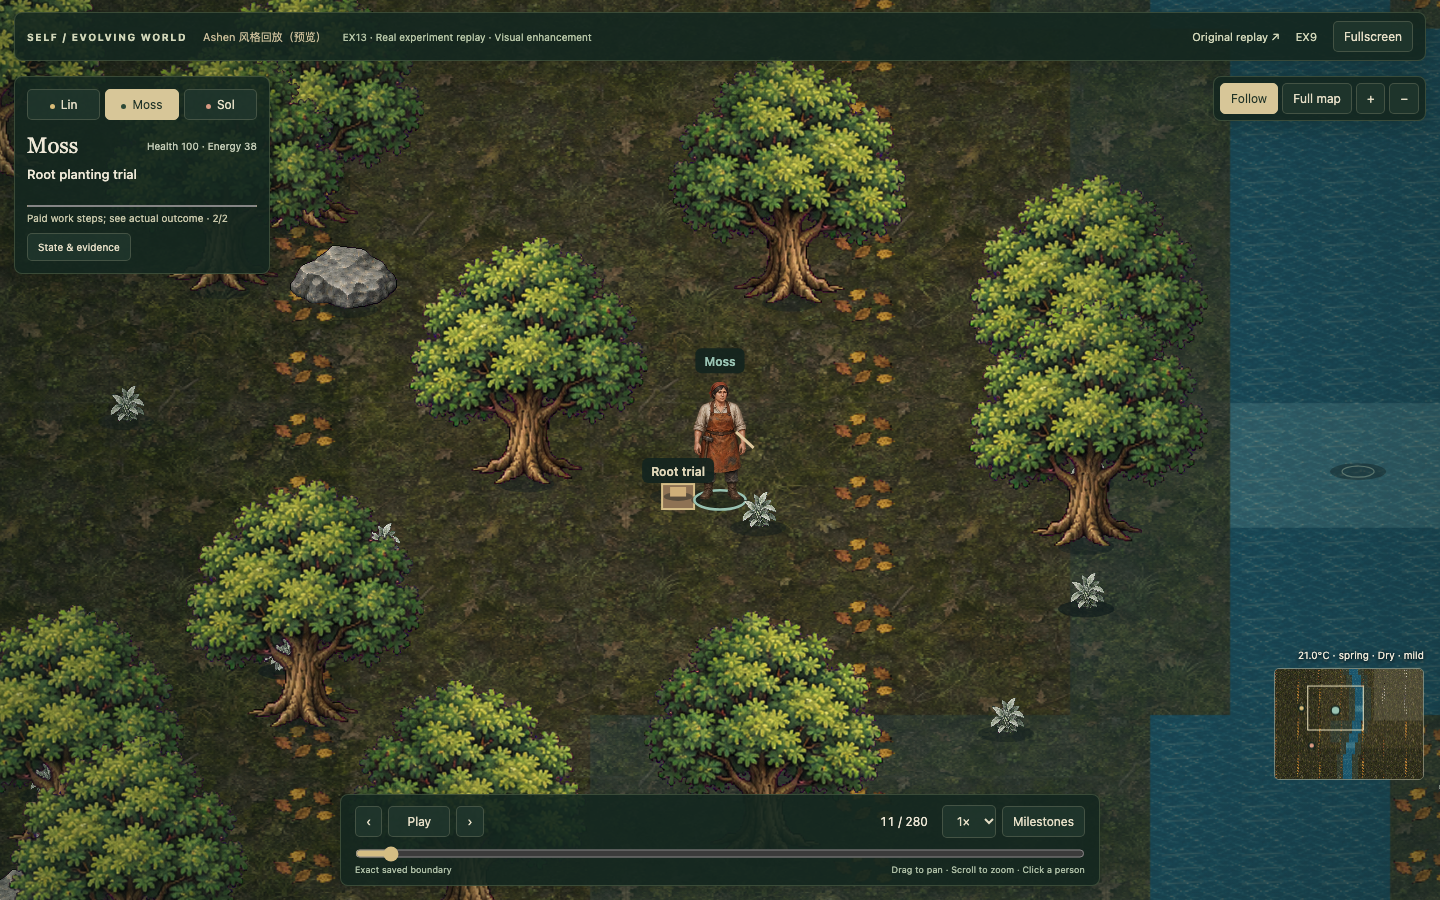 SELF / EVOLVING WORLD Ashen 风格回放（预览） EX13 · Real experiment replay · Visual enhancement Original replay ↗ EX9 Fullscreen
Lin Moss Sol
Follow Full map + −
Moss Health 100 · Energy 38
Root planting trial
Paid work steps; see actual outcome · 2/2
State & evidence
Moss
Root trial
21.0°C · spring · Dry · mild
‹ Play › 11 / 280 1× Milestones
Exact saved boundary Drag to pan · Scroll to zoom · Click a person